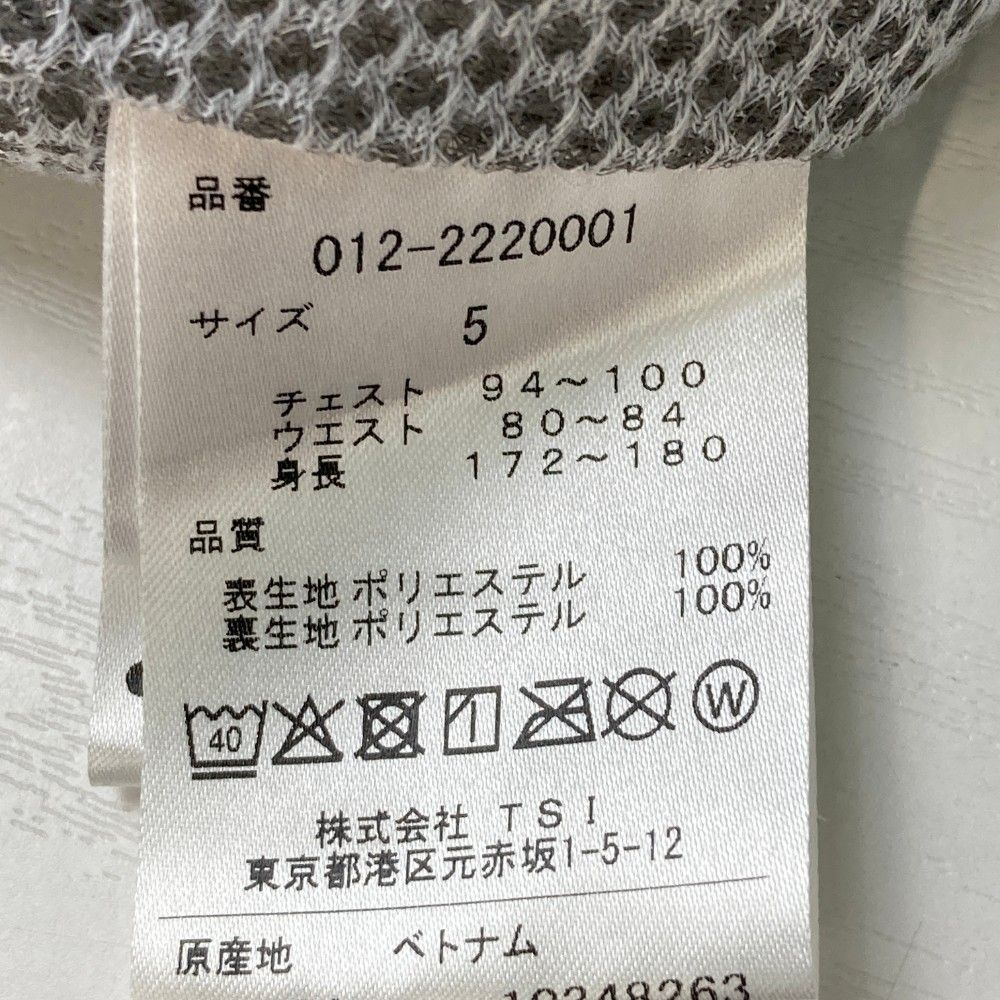 品番
012-2220001
サイズ 5
チェスト 94〜100
ウエスト 80〜84
身長 172〜180
品質
表生地 ポリエステル 100%
裏生地 ポリエステル 100%
40 W
株式会社 TSI
東京都港区元赤坂1-5-12
原産地 ベトナム
10348263